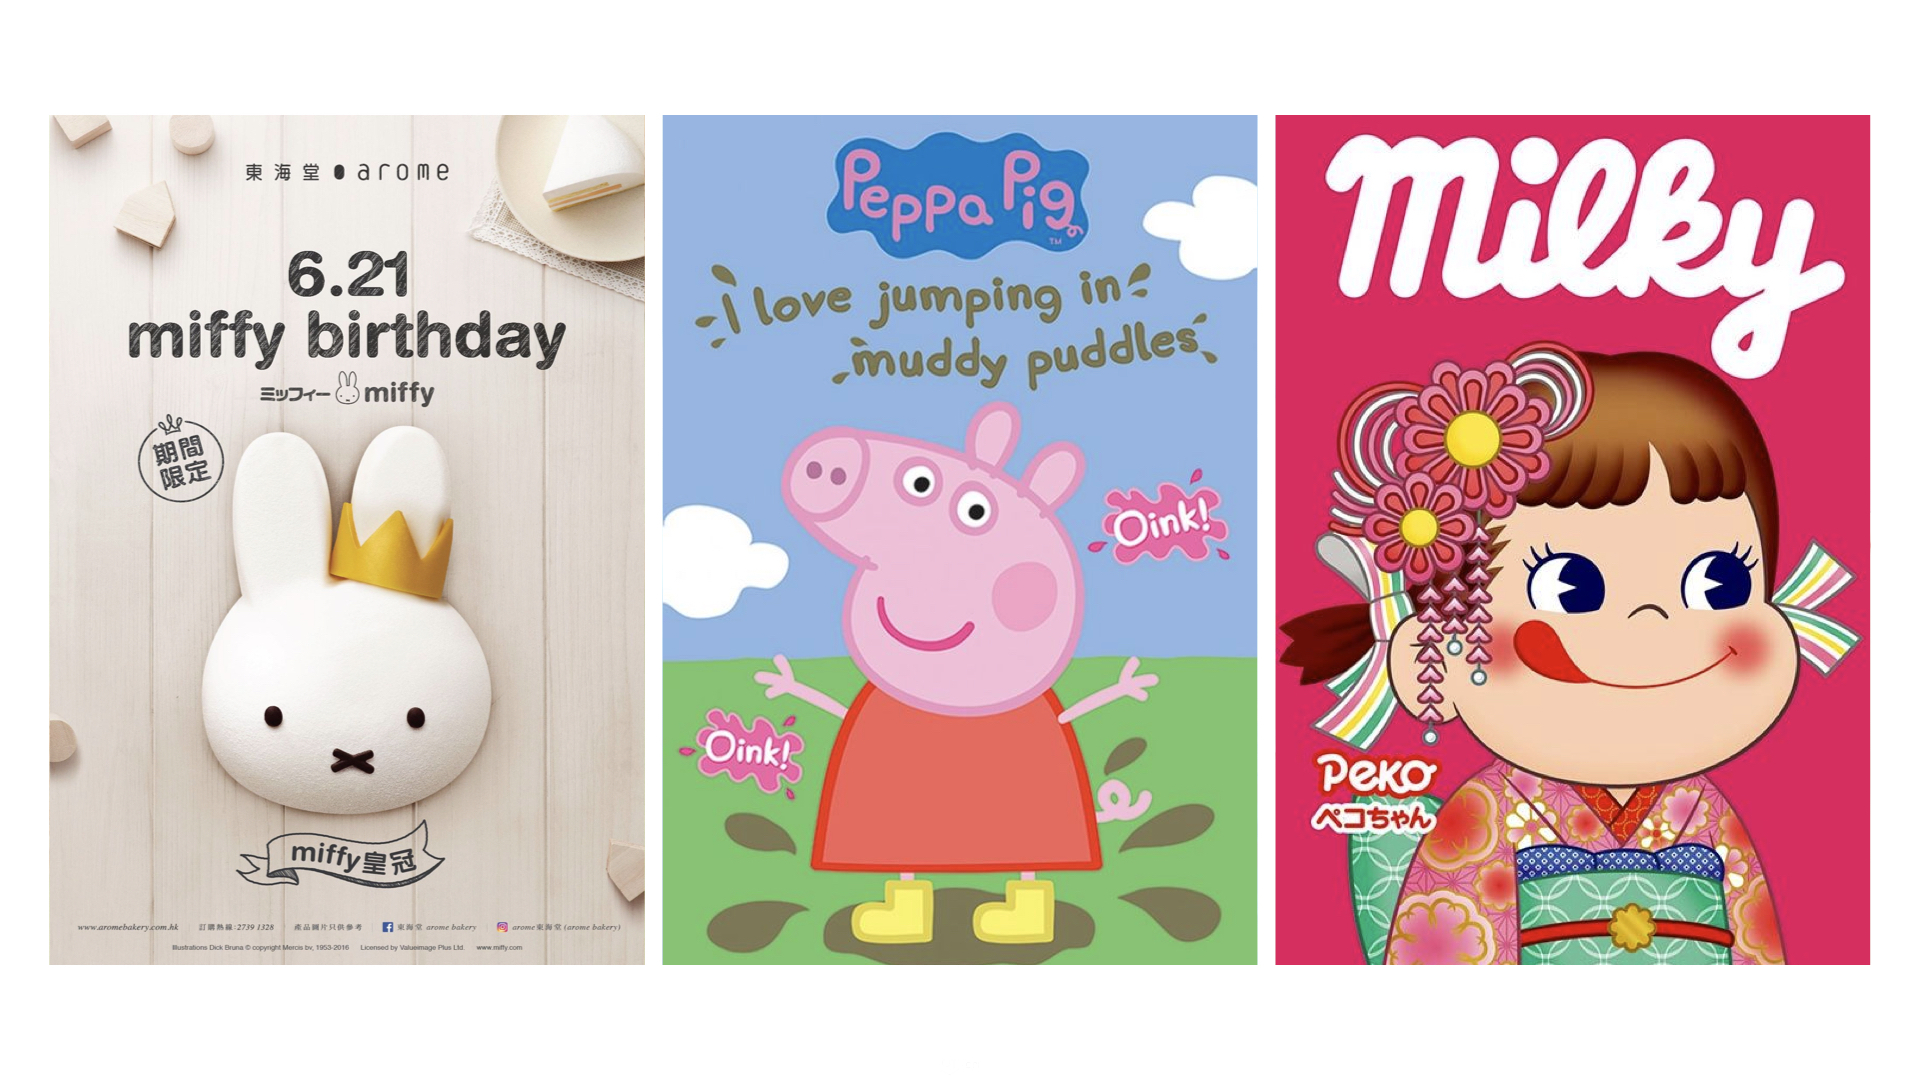 東海堂 arome
6.21
miffy birthday
ミッフィー miffy
期間
限定
miffy皇冠
www.aromebakery.com.hk 訂購熱線:2739 1328 產品圖片只供參考 東海堂 arome bakery arome東海堂 (arome bakery)
Illustrations Dick Bruna © copyright Mercis bv, 1953-2016 Licensed by Valueimage Plus Ltd. www.miffy.com
Peppa Pig
TM
I love jumping in
muddy puddles
Oink!
Oink!
Milky
Peko
ペコちゃん